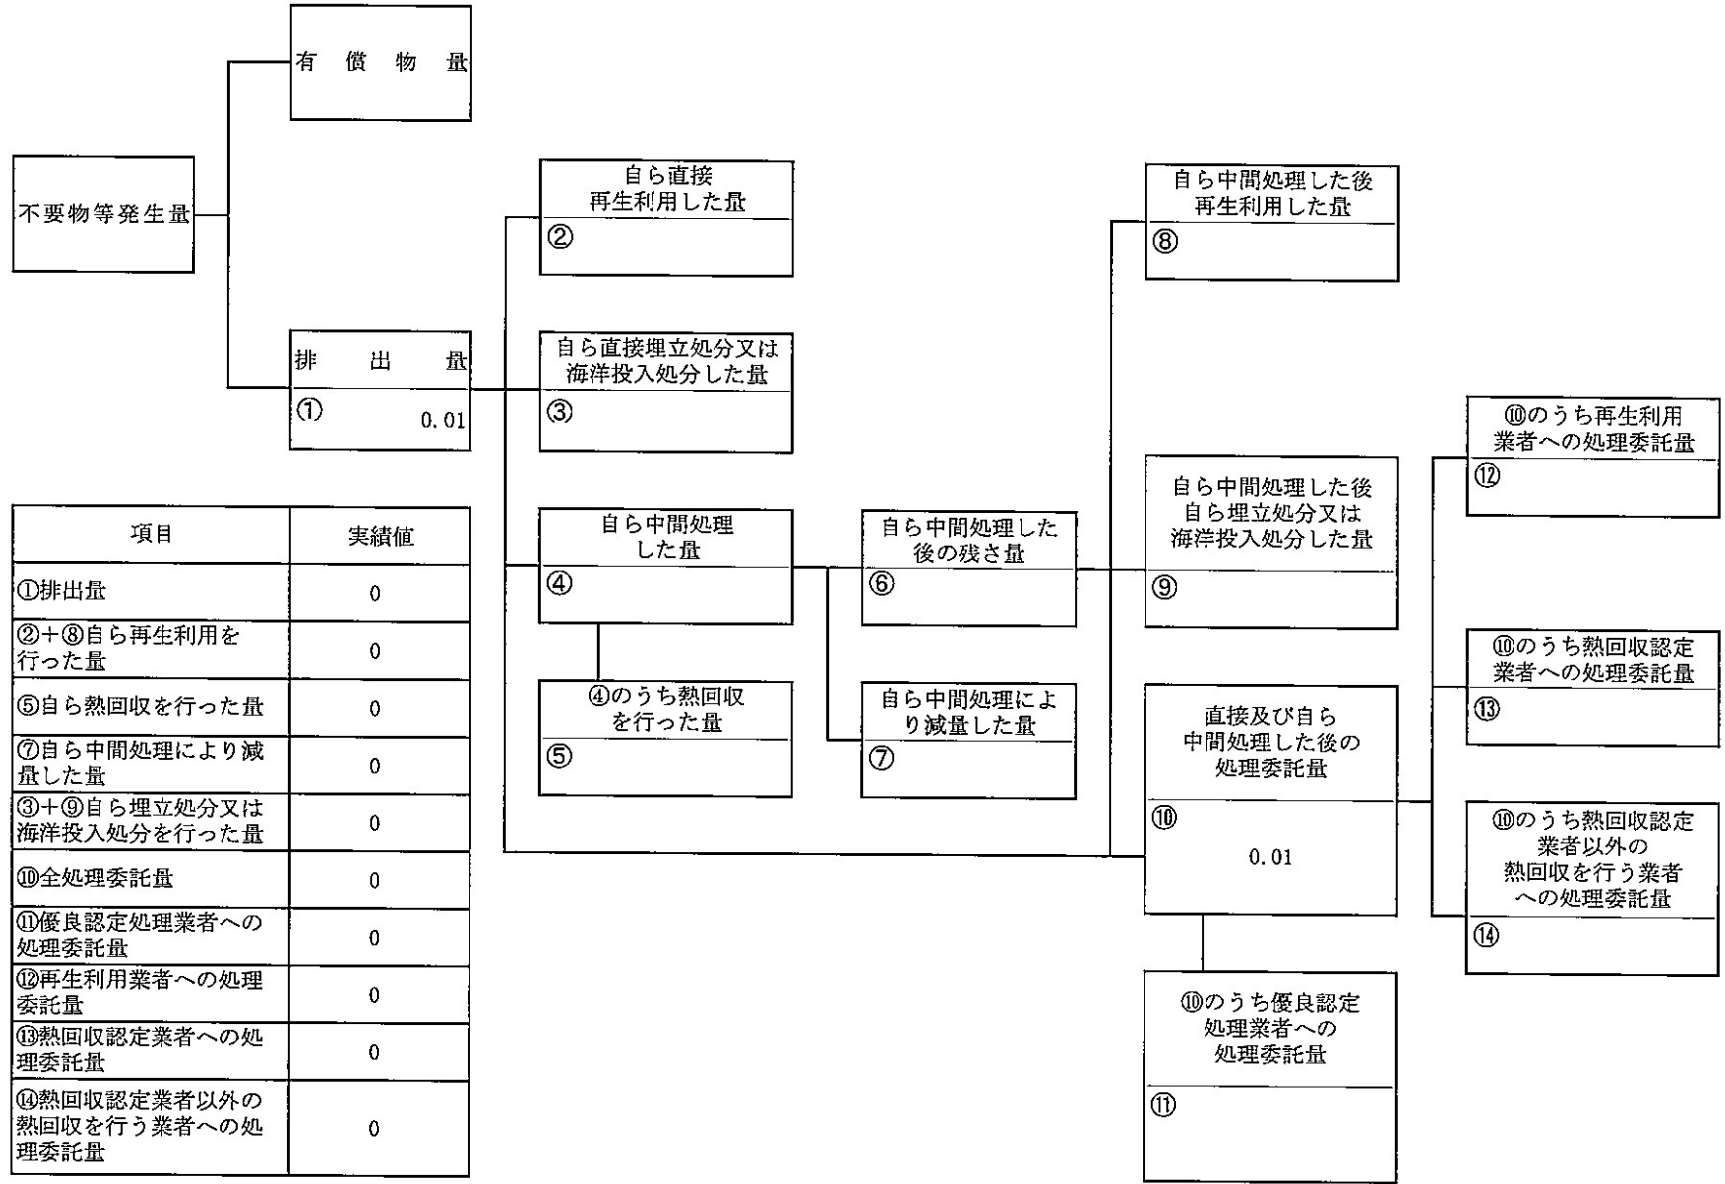 有償物量
不要物等発生量
排出量
①
0.01
自ら直接
再生利用した量
②
自ら直接埋立処分又は
海洋投入処分した量
③
自ら中間処理
した量
④
④のうち熱回収
を行った量
⑤
自ら中間処理した
後の残さ量
⑥
自ら中間処理によ
り減量した量
⑦
自ら中間処理した後
再生利用した量
⑧
自ら中間処理した後
自ら埋立処分又は
海洋投入処分した量
⑨
直接及び自ら
中間処理した後の
処理委託量
⑩
0.01
⑩のうち優良認定
処理業者への
処理委託量
⑪
⑩のうち再生利用
業者への処理委託量
⑫
⑩のうち熱回収認定
業者への処理委託量
⑬
⑩のうち熱回収認定
業者以外の
熱回収を行う業者
への処理委託量
⑭
項目 実績値
①排出量 0
②+⑧自ら再生利用を
行った量 0
⑤自ら熱回収を行った量 0
⑦自ら中間処理により減
量した量 0
③+⑨自ら埋立処分又は
海洋投入処分を行った量 0
⑩全処理委託量 0
⑪優良認定処理業者への
処理委託量 0
⑫再生利用業者への処理
委託量 0
⑬熱回収認定業者への処
理委託量 0
⑭熱回収認定業者以外の
熱回収を行う業者への処
理委託量 0